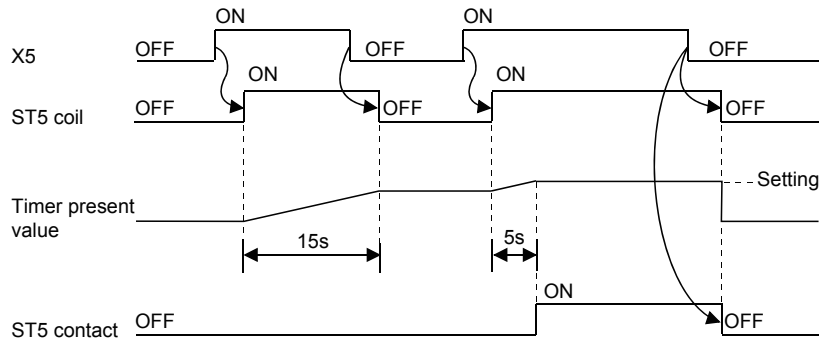 ON ON
X5 OFF OFF OFF
ON ON
ST5 coil OFF OFF OFF
Setting
Timer present
value
15s 5s
ON
ST5 contact OFF OFF